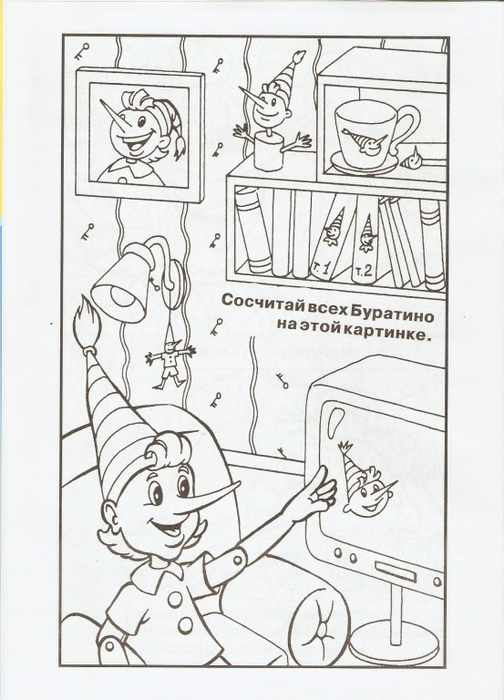 т. 1 т. 2
Сосчитай всех Буратино
на этой картинке.